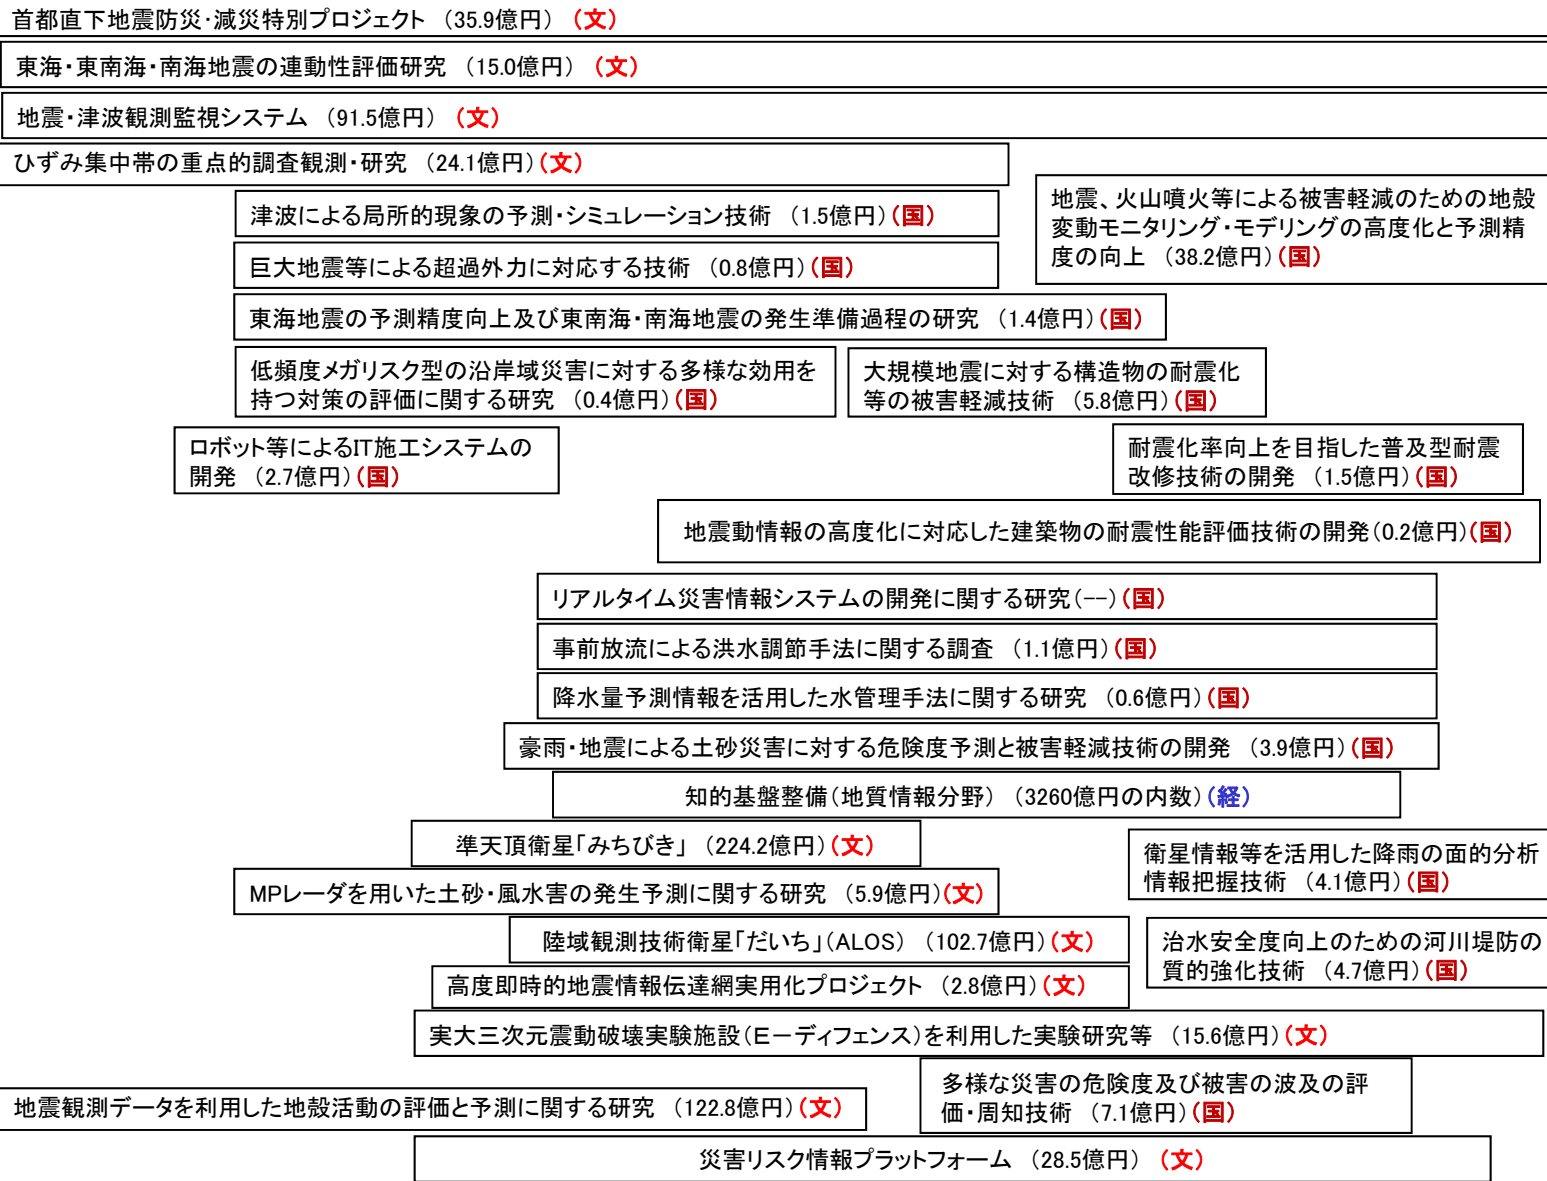 首都直下地震防災･減災特別プロジェクト （35.9億円） （文）
東海・東南海・南海地震の連動性評価研究 （15.0億円） （文）
地震・津波観測監視システム （91.5億円） （文）
ひずみ集中帯の重点的調査観測・研究 （24.1億円）（文）
津波による局所的現象の予測・シミュレーション技術 （1.5億円）（国）
地震、火山噴火等による被害軽減のための地殻
変動モニタリング・モデリングの高度化と予測精
度の向上 （38.2億円）（国）
巨大地震等による超過外力に対応する技術 （0.8億円）（国）
東海地震の予測精度向上及び東南海・南海地震の発生準備過程の研究 （1.4億円）（国）
低頻度メガリスク型の沿岸域災害に対する多様な効用を
持つ対策の評価に関する研究 （0.4億円）（国）
大規模地震に対する構造物の耐震化
等の被害軽減技術 （5.8億円）（国）
ロボット等によるIT施工システムの
開発 （2.7億円）（国）
耐震化率向上を目指した普及型耐震
改修技術の開発 （1.5億円）（国）
地震動情報の高度化に対応した建築物の耐震性能評価技術の開発（0.2億円）（国）
リアルタイム災害情報システムの開発に関する研究（--）（国）
事前放流による洪水調節手法に関する調査 （1.1億円）（国）
降水量予測情報を活用した水管理手法に関する研究 （0.6億円）（国）
豪雨・地震による土砂災害に対する危険度予測と被害軽減技術の開発 （3.9億円）（国）
知的基盤整備（地質情報分野） （3260億円の内数）（経）
準天頂衛星「みちびき」 （224.2億円）（文）
衛星情報等を活用した降雨の面的分析
情報把握技術 （4.1億円）（国）
MPレーダを用いた土砂・風水害の発生予測に関する研究 （5.9億円）（文）
陸域観測技術衛星「だいち」（ALOS） （102.7億円）（文）
治水安全度向上のための河川堤防の
質的強化技術 （4.7億円）（国）
高度即時的地震情報伝達網実用化プロジェクト （2.8億円）（文）
実大三次元震動破壊実験施設（E－ディフェンス）を利用した実験研究等 （15.6億円）（文）
多様な災害の危険度及び被害の波及の評
価・周知技術 （7.1億円）（国）
地震観測データを利用した地殻活動の評価と予測に関する研究 （122.8億円）（文）
災害リスク情報プラットフォーム （28.5億円） （文）